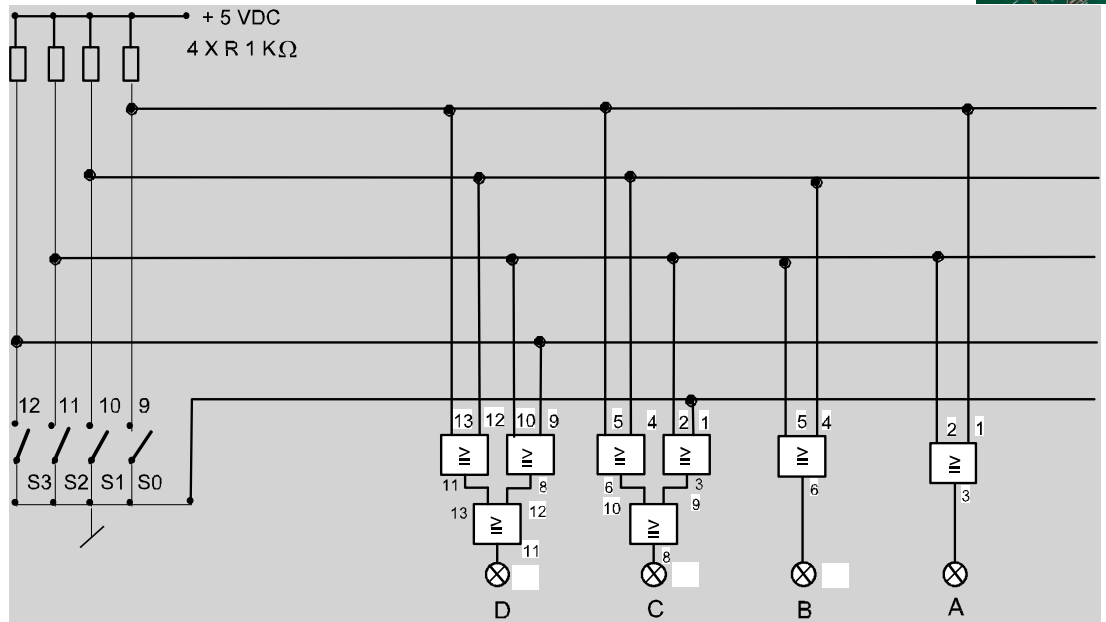 + 5 VDC
4 X R 1 KΩ
12 11 10 9
S3 S2 S1 S0
13 12 10 9 5 4 2 1 5 4 2 1
≥ ≥ ≥ ≥ ≥ ≥
11 8 6 3 6 3
13 12 10 9
≥ ≥
11 8
D C B A